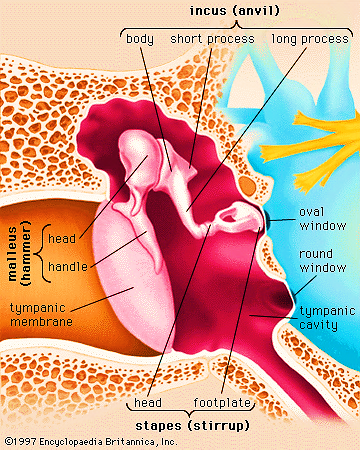 incus (anvil)
body short process long process
oval
window
round
window
malleus
(hammer)
head
handle
tympanic
membrane
tympanic
cavity
head footplate
stapes (stirrup)
©1997 Encyclopaedia Britannica, Inc.